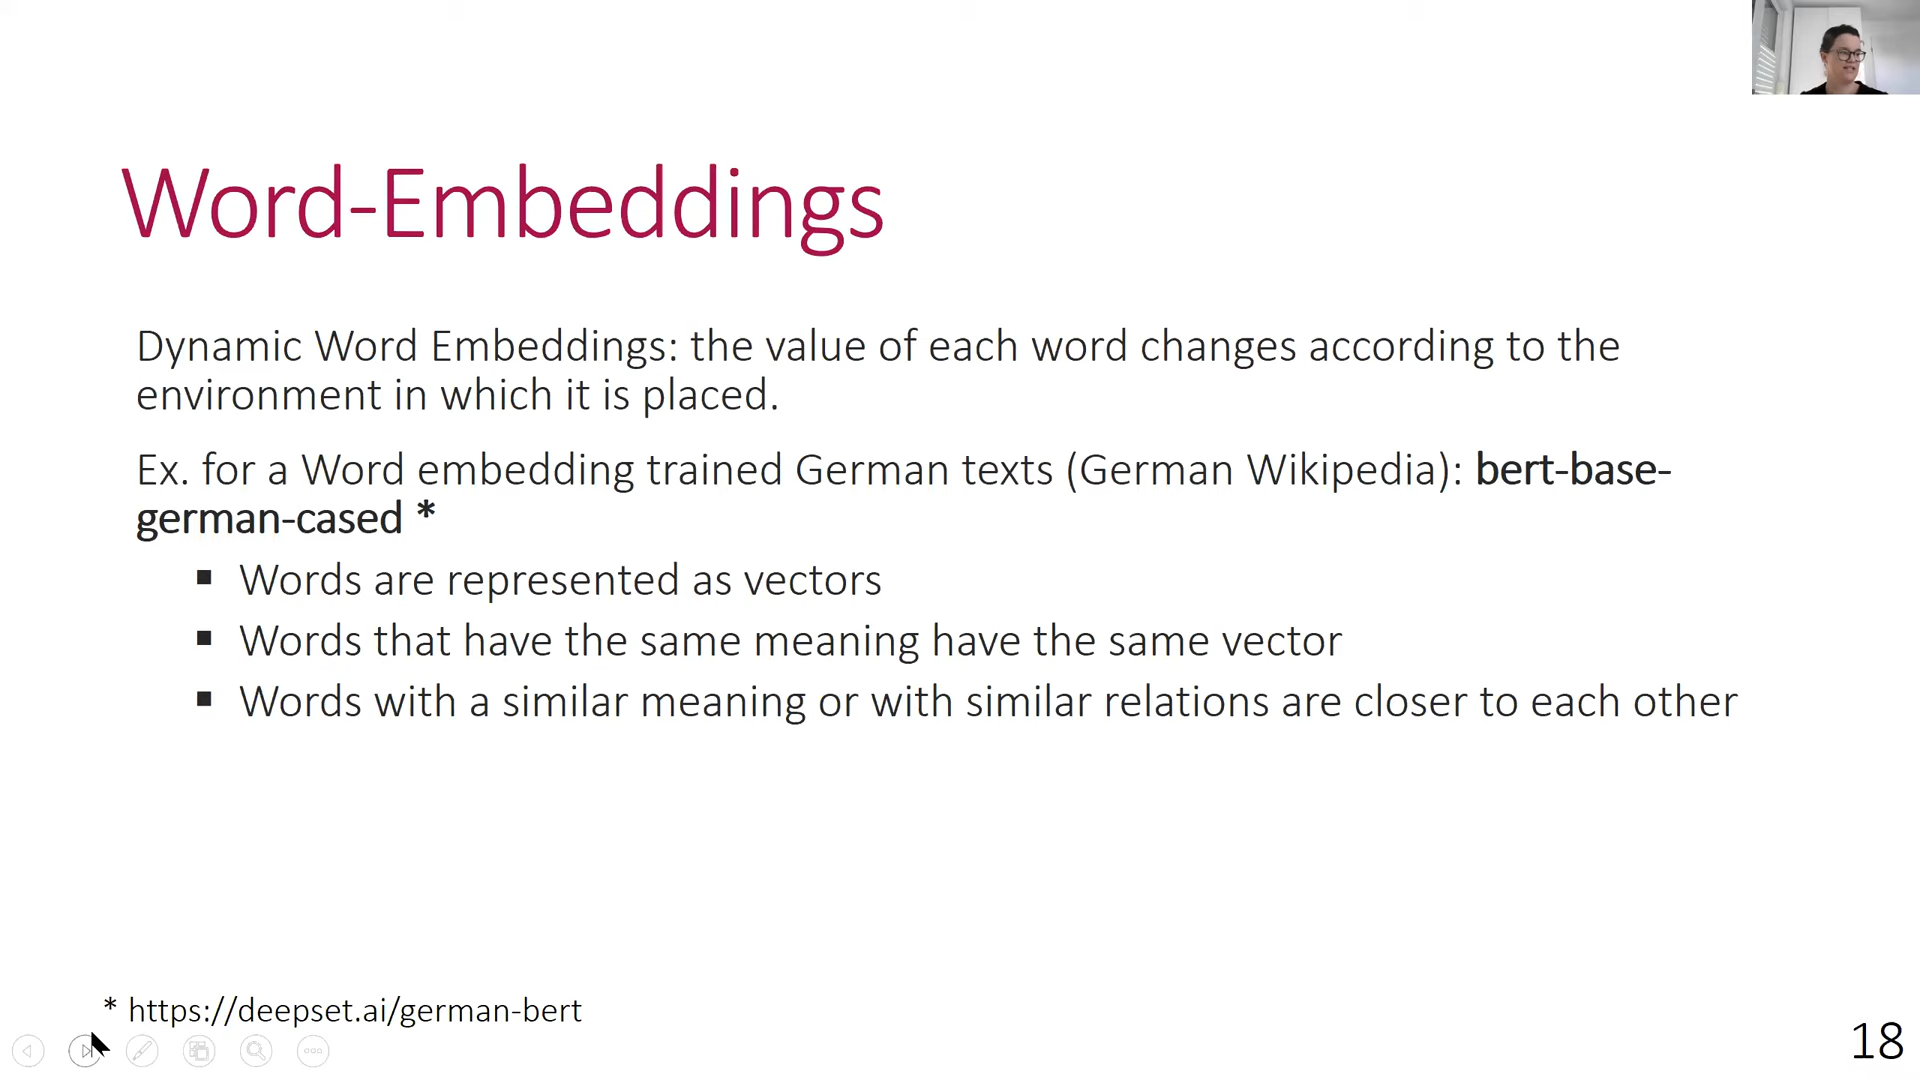 Word-Embeddings
Dynamic Word Embeddings: the value of each word changes according to the
environment in which it is placed.
Ex. for a Word embedding trained German texts (German Wikipedia): bert-base-
german-cased *
▪ Words are represented as vectors
▪ Words that have the same meaning have the same vector
▪ Words with a similar meaning or with similar relations are closer to each other
* https://deepset.ai/german-bert
18